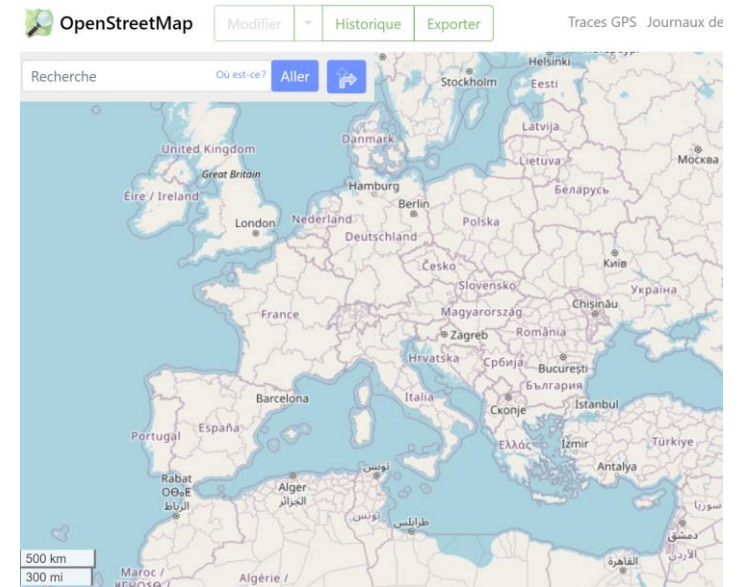 OpenStreetMap
Modifier
Historique
Exporter
Traces GPS
Journaux de
Recherche
Où est-ce ?
Aller
Helsinki
Stockholm
Eesti
Latvija
United Kingdom
Danmark
Москва
Great Britain
Lietuva
Hamburg
Беларусь
Éire / Ireland
Berlin
London
Nederland
Polska
Deutschland
Česko
Київ
Slovensko
Україна
Chișinău
France
Magyarország
Zagreb
România
Hrvatska
Србија
București
България
Barcelona
Italia
Istanbul
Скопје
España
Portugal
Ελλάς
İzmir
Türkiye
Antalya
تونس
Rabat
ⵔⴱⴰⵟ
الرباط
Alger
الجزائر
تونس
طرابلس
سوريا
دمشق
الأردن
القاهرة
500 km
300 mi
Maroc /
Algérie /